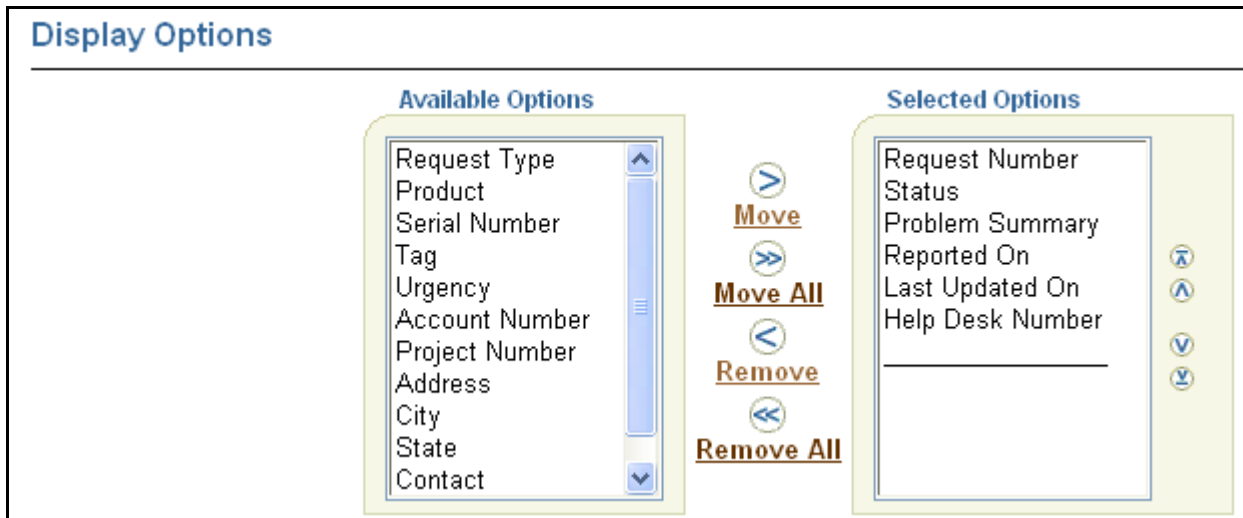 Display Options
Available Options
Request Type
Product
Serial Number
Tag
Urgency
Account Number
Project Number
Address
City
State
Contact
Move
Move All
Remove
Remove All
Selected Options
Request Number
Status
Problem Summary
Reported On
Last Updated On
Help Desk Number